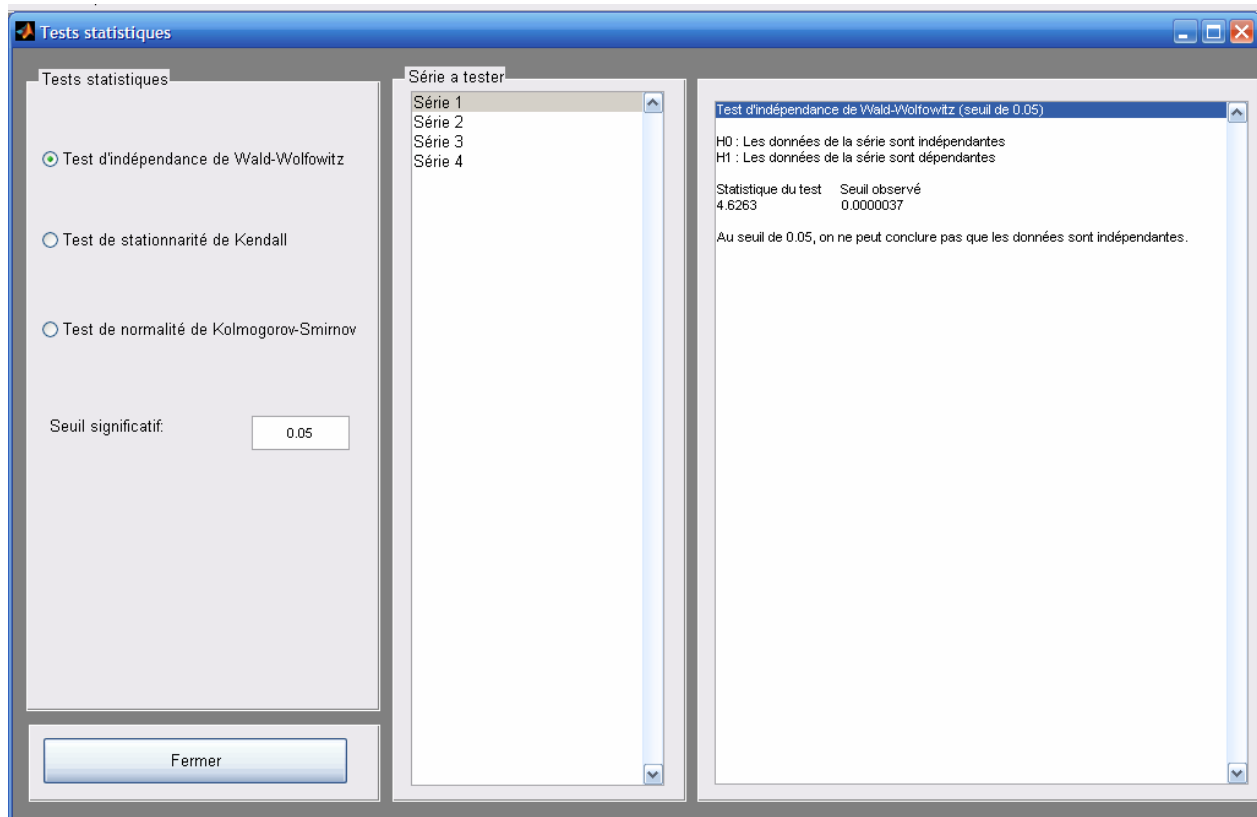 Tests statistiques
Tests statistiques
Test d'indépendance de Wald-Wolfowitz
Test de stationnarité de Kendall
Test de normalité de Kolmogorov-Smirnov
Seuil significatif:
0.05
Fermer
Série a tester
Série 1
Série 2
Série 3
Série 4
Test d'indépendance de Wald-Wolfowitz (seuil de 0.05)
H0 : Les données de la série sont indépendantes
H1 : Les données de la série sont dépendantes
Statistique du test Seuil observé
4.6263 0.0000037
Au seuil de 0.05, on ne peut conclure pas que les données sont indépendantes.